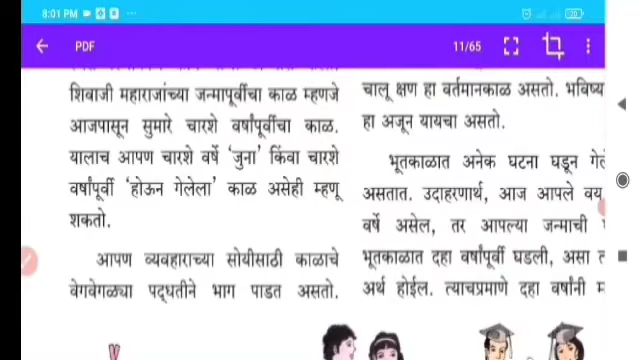 8:01 PM
20
PDF
11/65
शिवाजी महाराजांच्या जन्मापूर्वीचा काळ म्हणजे
आजपासून सुमारे चारशे वर्षांपूर्वीचा काळ.
यालाच आपण चारशे वर्षे ‘जुना’ किंवा चारशे
वर्षांपूर्वी ‘होऊन गेलेला’ काळ असेही म्हणू
शकतो.
आपण व्यवहाराच्या सोयीसाठी काळाचे
वेगवेगळ्या पद्धतीने भाग पाडत असतो.
चालू क्षण हा वर्तमानकाळ असतो. भविष्य
हा अजून यायचा असतो.
भूतकाळात अनेक घटना घडून गेले
असतात. उदाहरणार्थ, आज आपले वय
वर्षे असेल, तर आपल्या जन्माची
भूतकाळात दहा वर्षांपूर्वी घडली, असा त
अर्थ होईल. त्याचप्रमाणे दहा वर्षांनी